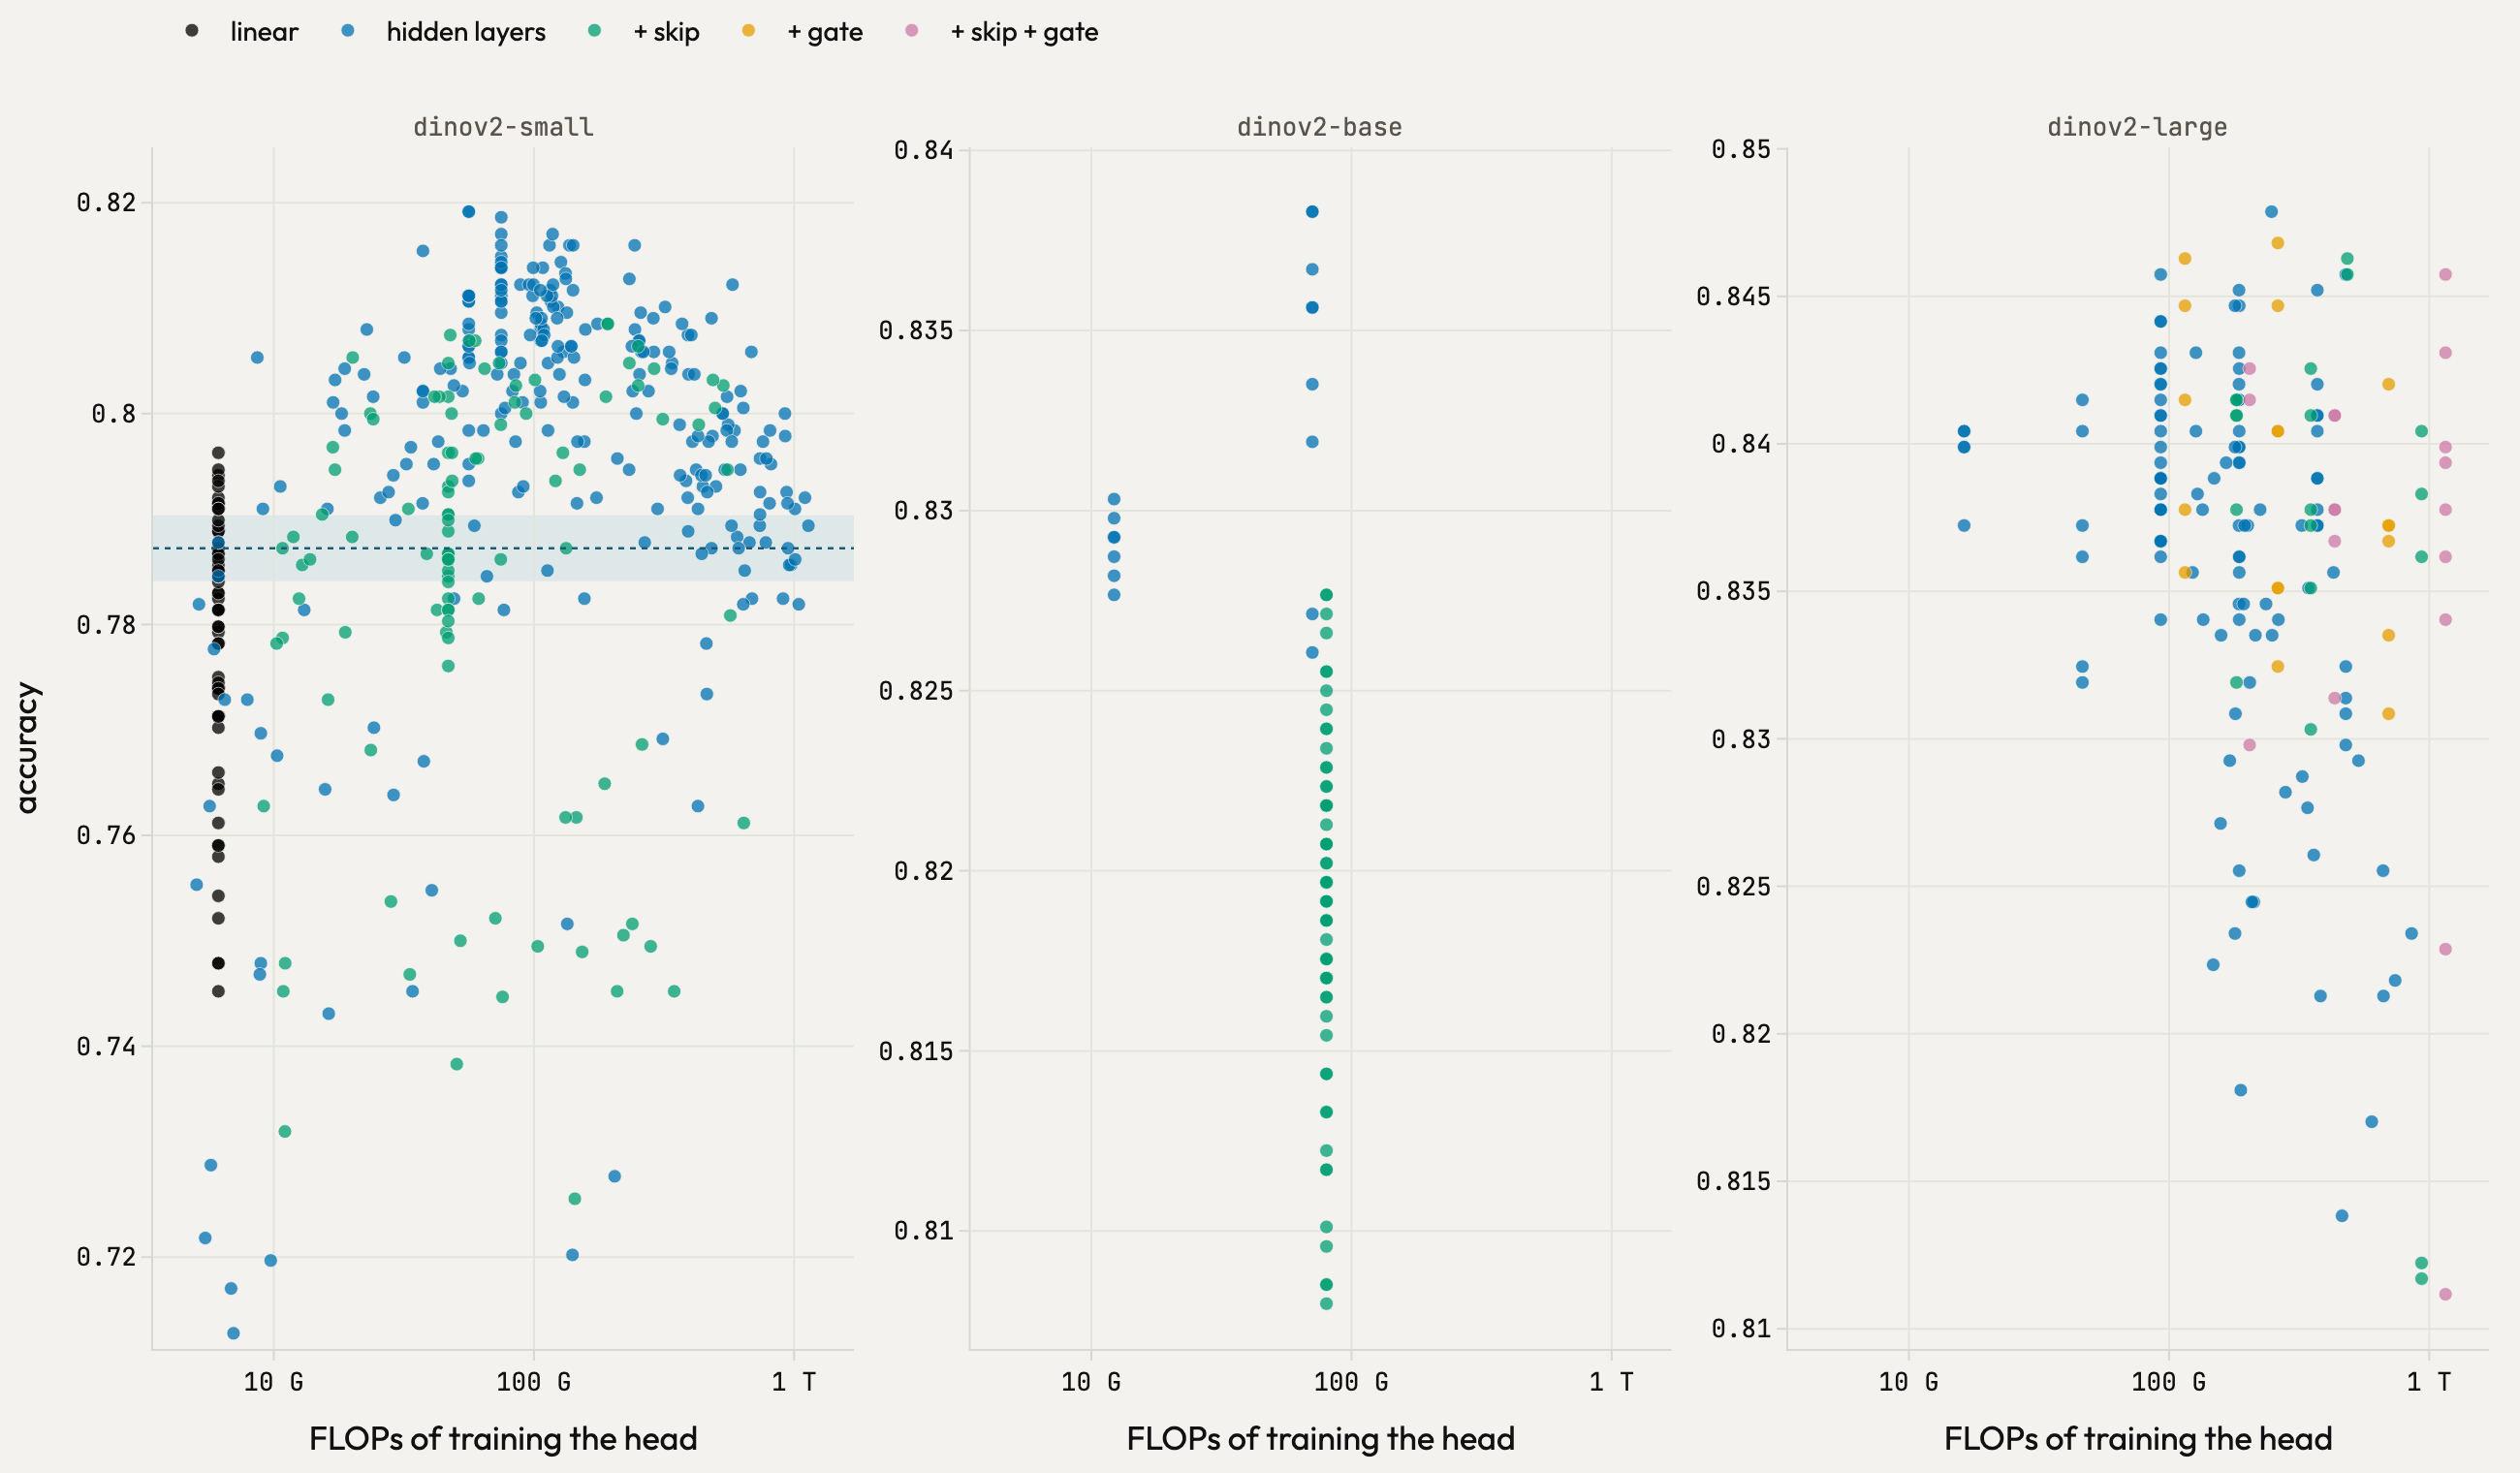 linear hidden layers + skip + gate + skip + gate
dinov2-small
dinov2-base
dinov2-large
accuracy
0.82
0.8
0.78
0.76
0.74
0.72
10 G 100 G 1 T
FLOPs of training the head
0.84
0.835
0.83
0.825
0.82
0.815
0.81
10 G 100 G 1 T
FLOPs of training the head
0.85
0.845
0.84
0.835
0.83
0.825
0.82
0.815
0.81
10 G 100 G 1 T
FLOPs of training the head